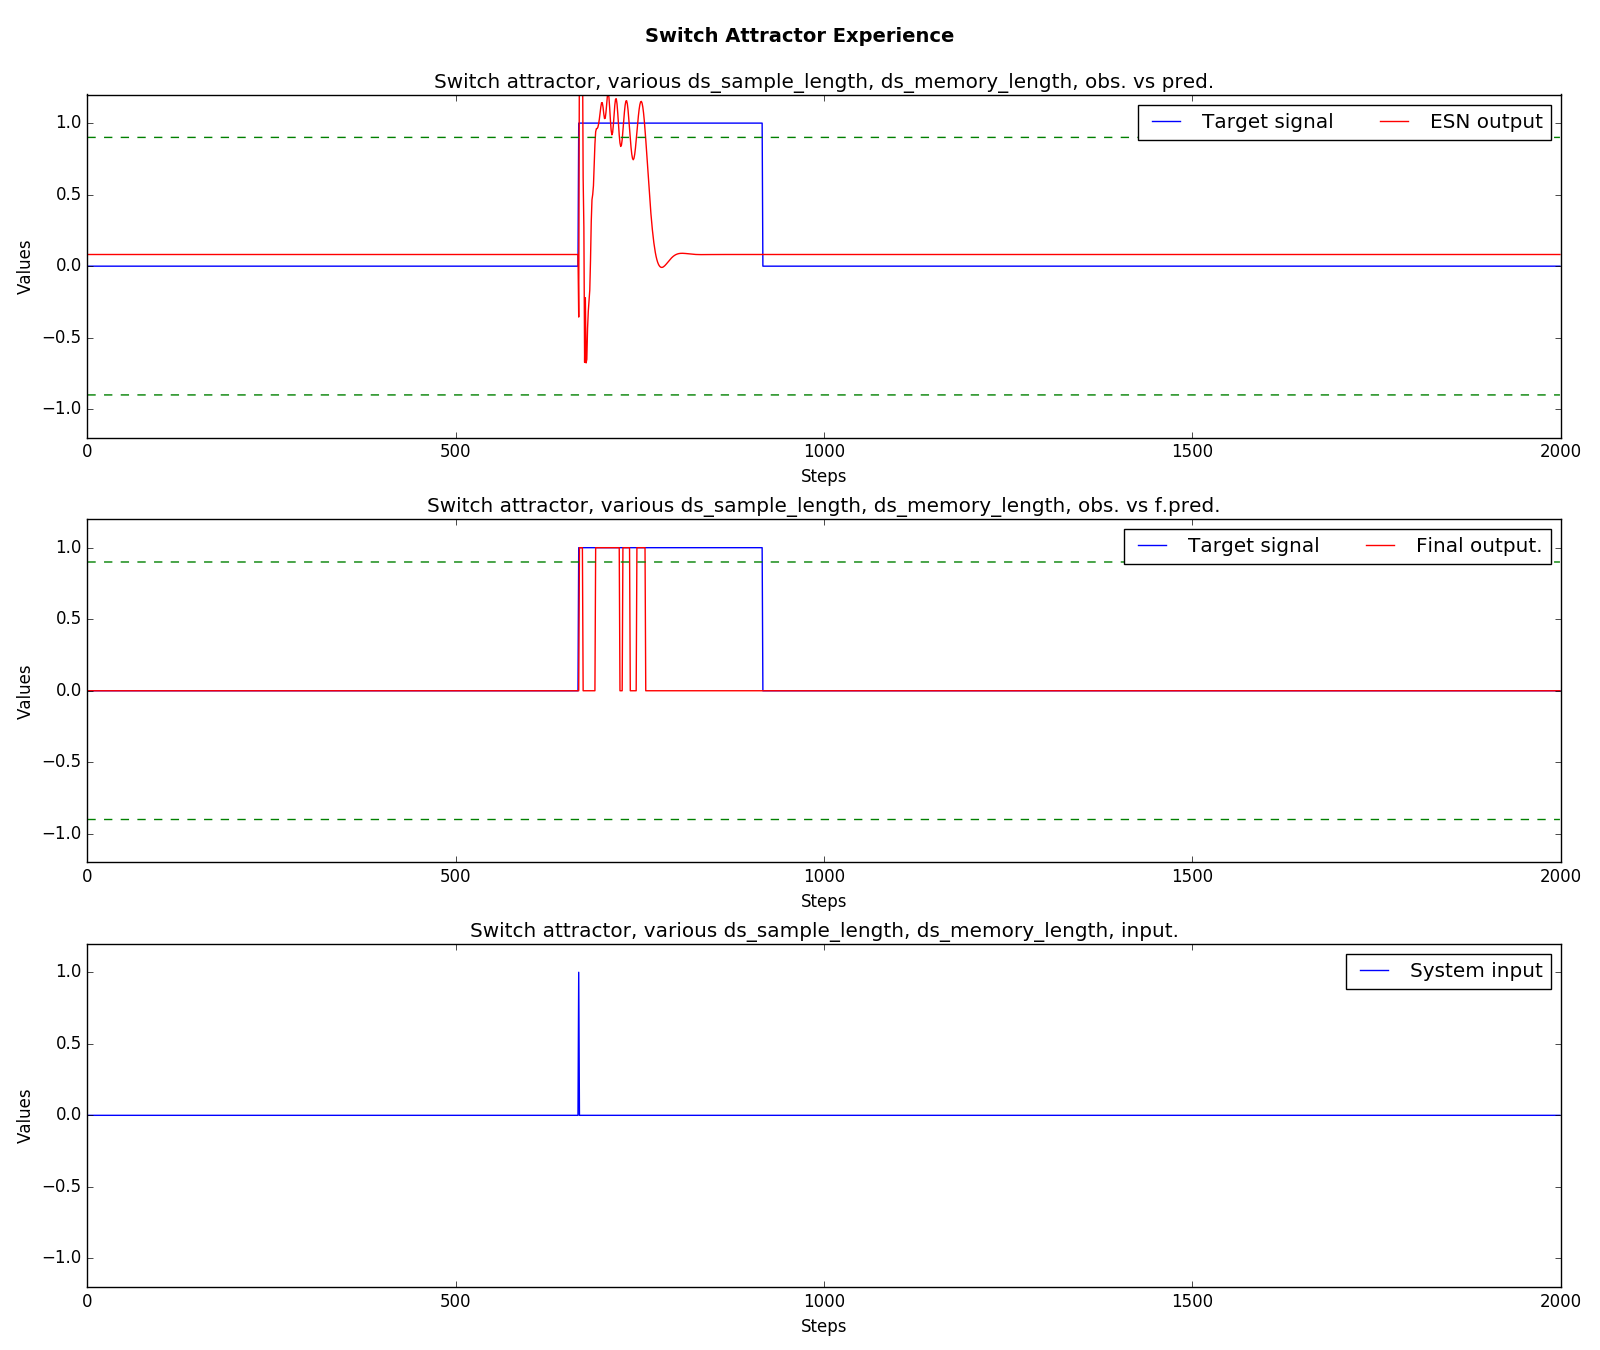 Switch Attractor Experience
Switch attractor, various ds_sample_length, ds_memory_length, obs. vs pred.
Target signal ESN output
1.0
0.5
0.0
−0.5
−1.0
Values
0 500 1000 1500 2000
Steps
Switch attractor, various ds_sample_length, ds_memory_length, obs. vs f.pred.
Target signal Final output.
1.0
0.5
0.0
−0.5
−1.0
Values
0 500 1000 1500 2000
Steps
Switch attractor, various ds_sample_length, ds_memory_length, input.
System input
1.0
0.5
0.0
−0.5
−1.0
Values
0 500 1000 1500 2000
Steps